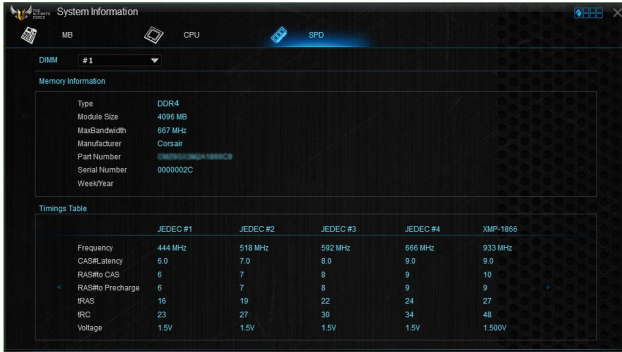 THE ULTIMATE FORCE System Information
MB CPU SPD
DIMM #1
Memory Information
Type DDR4
Module Size 4096 MB
MaxBandwidth 667 MHz
Manufacturer Corsair
Part Number
Serial Number 0000002C
Week/Year
Timings Table
JEDEC #1 JEDEC #2 JEDEC #3 JEDEC #4 XMP-1866
Frequency 444 MHz 518 MHz 592 MHz 666 MHz 933 MHz
CAS#Latency 6.0 7.0 8.0 9.0 9.0
RAS#to CAS 6 7 8 9 10
RAS#to Precharge 6 7 8 9 9
tRAS 16 19 22 24 27
tRC 23 27 30 34 48
Voltage 1.5V 1.5V 1.5V 1.5V 1.500V